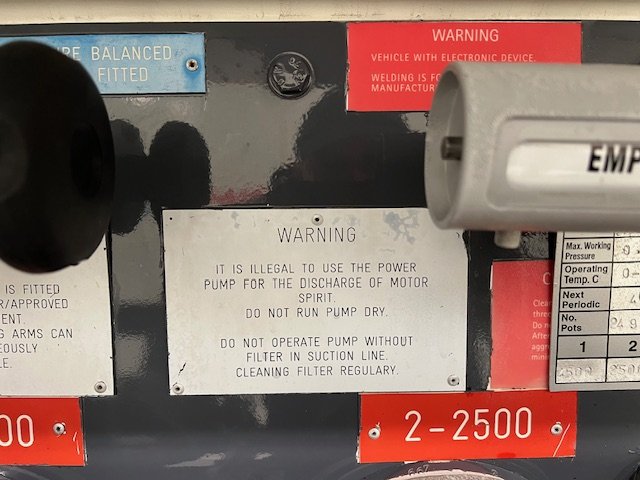 RE BALANCED
FITTED
WARNING
VEHICLE WITH ELECTRONIC DEVICE.
WELDING IS
EMP
WARNING
IT IS ILLEGAL TO USE THE POWER
PUMP FOR THE DISCHARGE OF MOTOR
SPIRIT.
DO NOT RUN PUMP DRY.
DO NOT OPERATE PUMP WITHOUT
FILTER IN SUCTION LINE.
CLEANING FILTER REGULARY.
IS FITTED
R/APPROVED
ENT.
G ARMS CAN
EOUSLY
LE.
Max. Working
Pressure
Operating
Temp. C
Next
Periodic
No.
Pots
1 2
00
2-2500